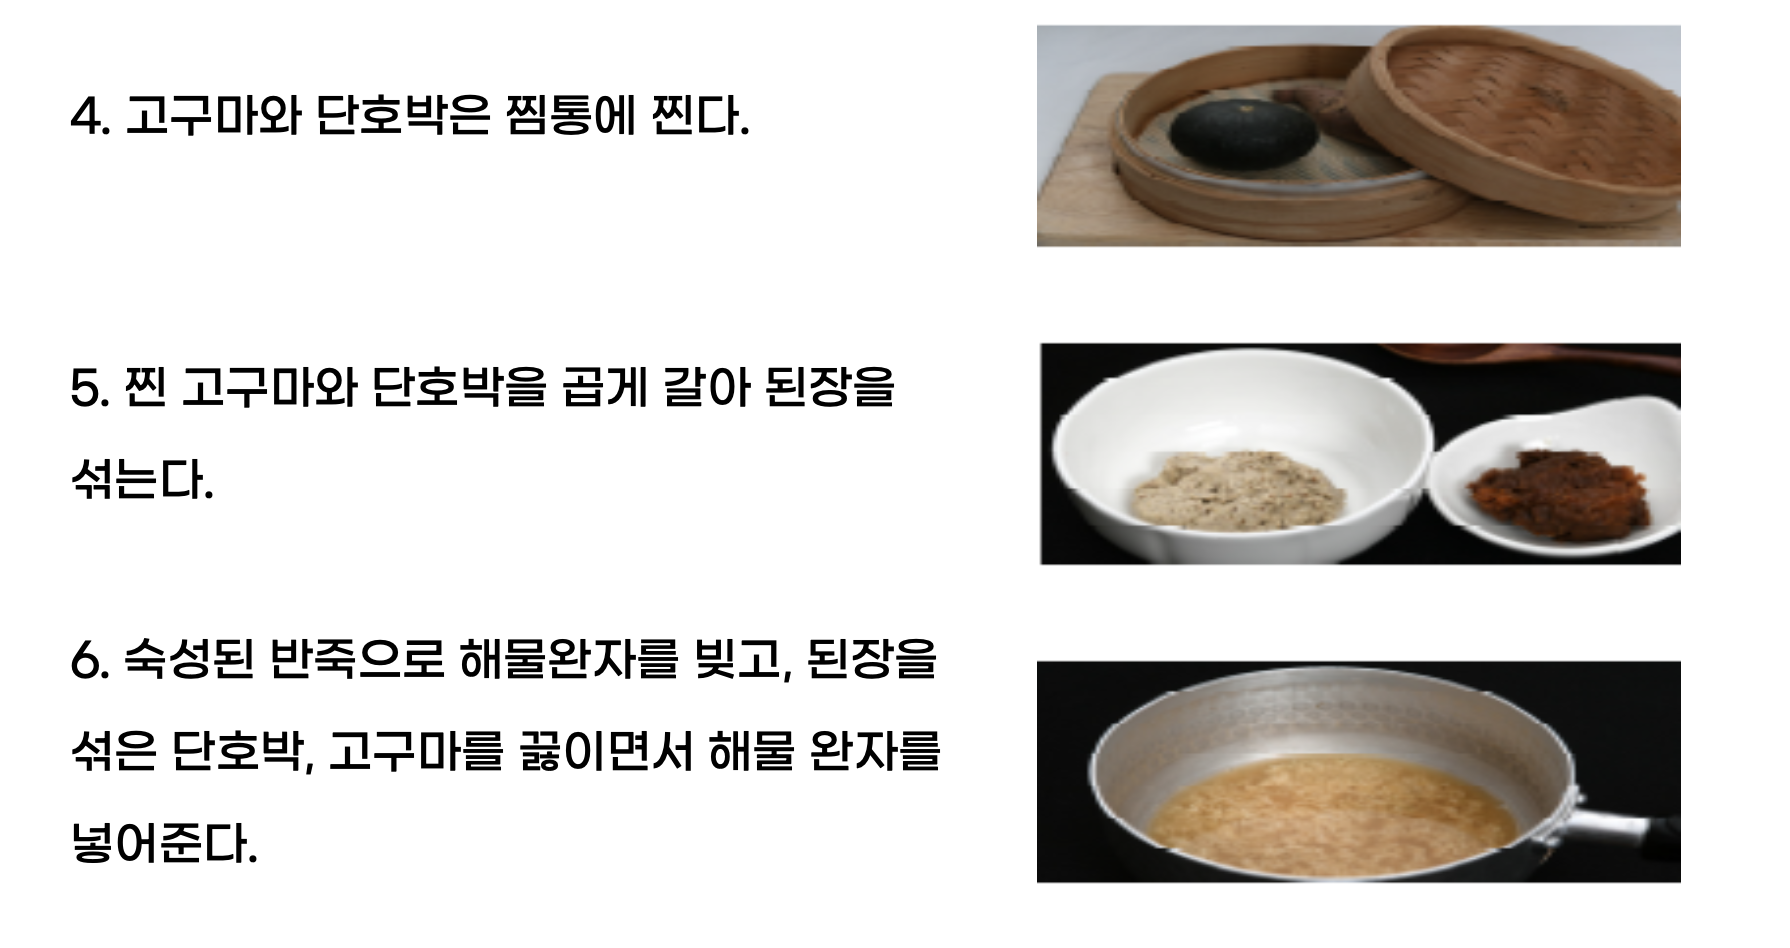 4. 고구마와 단호박은 찜통에 찐다.
5. 찐 고구마와 단호박을 곱게 갈아 된장을
섞는다.
6. 숙성된 반죽으로 해물완자를 빚고, 된장을
섞은 단호박, 고구마를 끓이면서 해물 완자를
넣어준다.